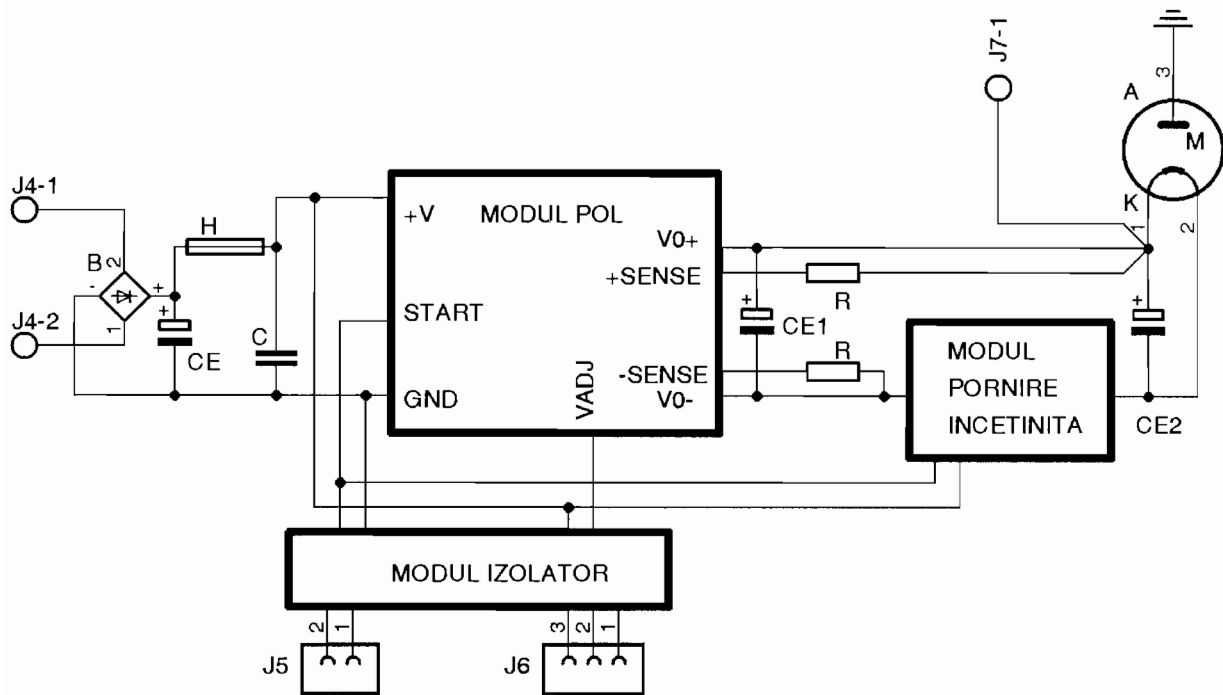 J7-1
3
A
M
K
1
2
J4-1
H
B
2
-
+
1
+
J4-2
CE
C
MODUL POL
+V
START
GND
VADJ
V0+
+SENSE
-SENSE
V0-
R
R
+
CE1
MODUL
PORNIRE
INCETINITA
+
CE2
MODUL IZOLATOR
2
1
J5
3
2
1
J6